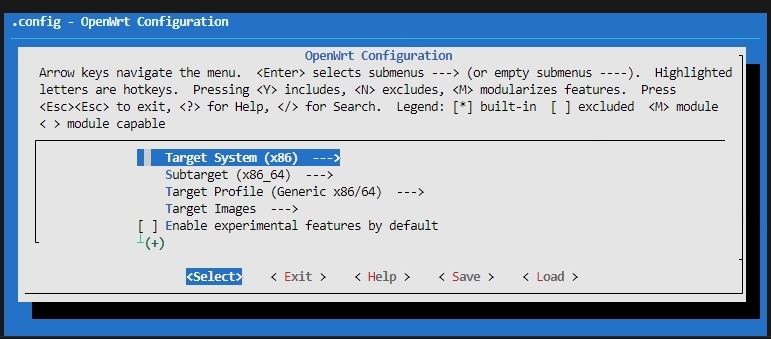 .config - OpenWrt Configuration
OpenWrt Configuration
Arrow keys navigate the menu.  <Enter> selects submenus ---> (or empty submenus ----).  Highlighted
letters are hotkeys.  Pressing <Y> includes, <N> excludes, <M> modularizes features.  Press
<Esc><Esc> to exit, <?> for Help, </> for Search.  Legend: [*] built-in  [ ] excluded  <M> module
< > module capable
Target System (x86)  --->
Subtarget (x86_64)  --->
Target Profile (Generic x86/64)  --->
Target Images  --->
[ ] Enable experimental features by default
(+)
<Select>    < Exit >    < Help >    < Save >    < Load >